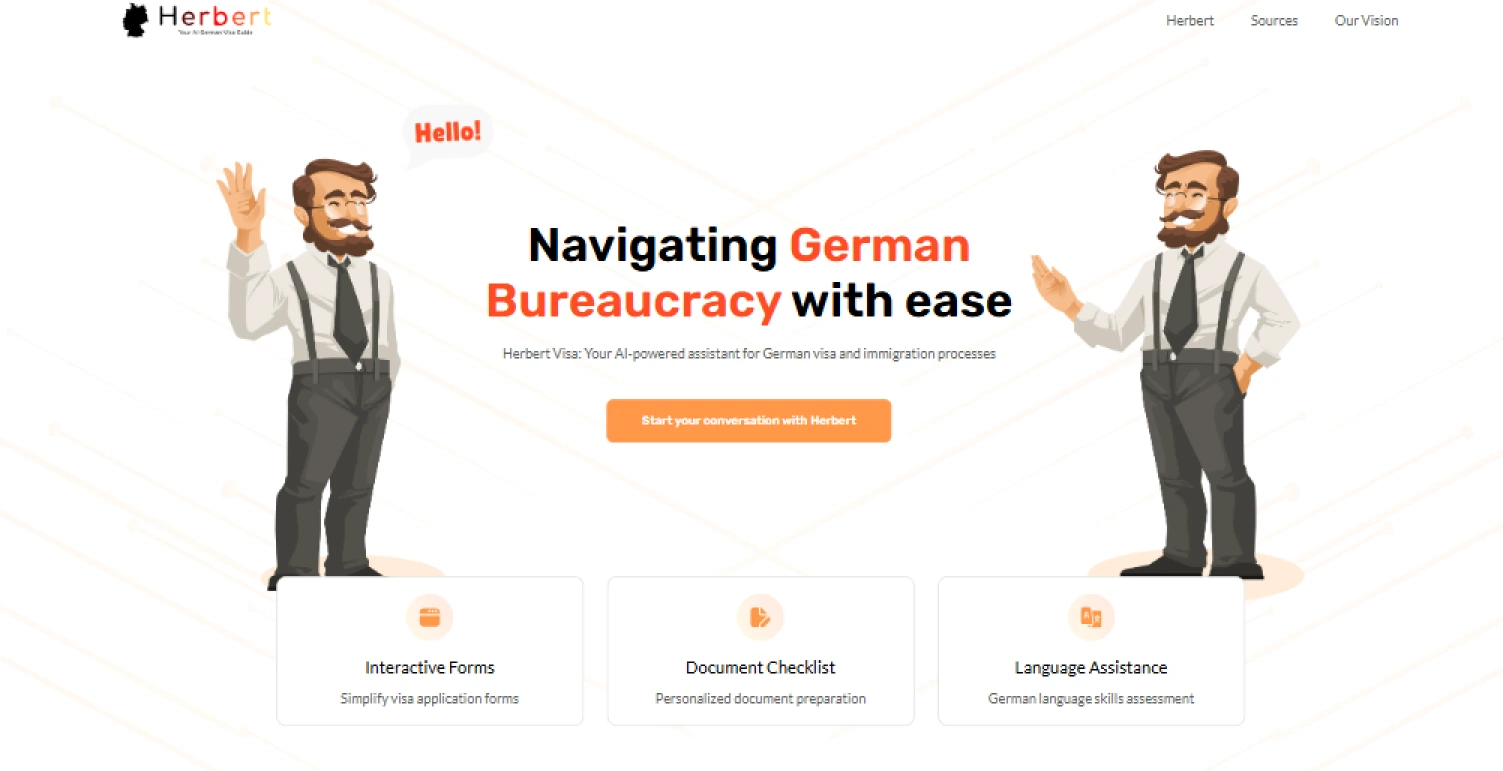 Herbert
Your AI German Visa Guide
Herbert
Sources
Our Vision
Hello!
Navigating German
Bureaucracy with ease
Herbert Visa: Your AI-powered assistant for German visa and immigration processes
Start your conversation with Herbert
Interactive Forms
Simplify visa application forms
Document Checklist
Personalized document preparation
Language Assistance
German language skills assessment